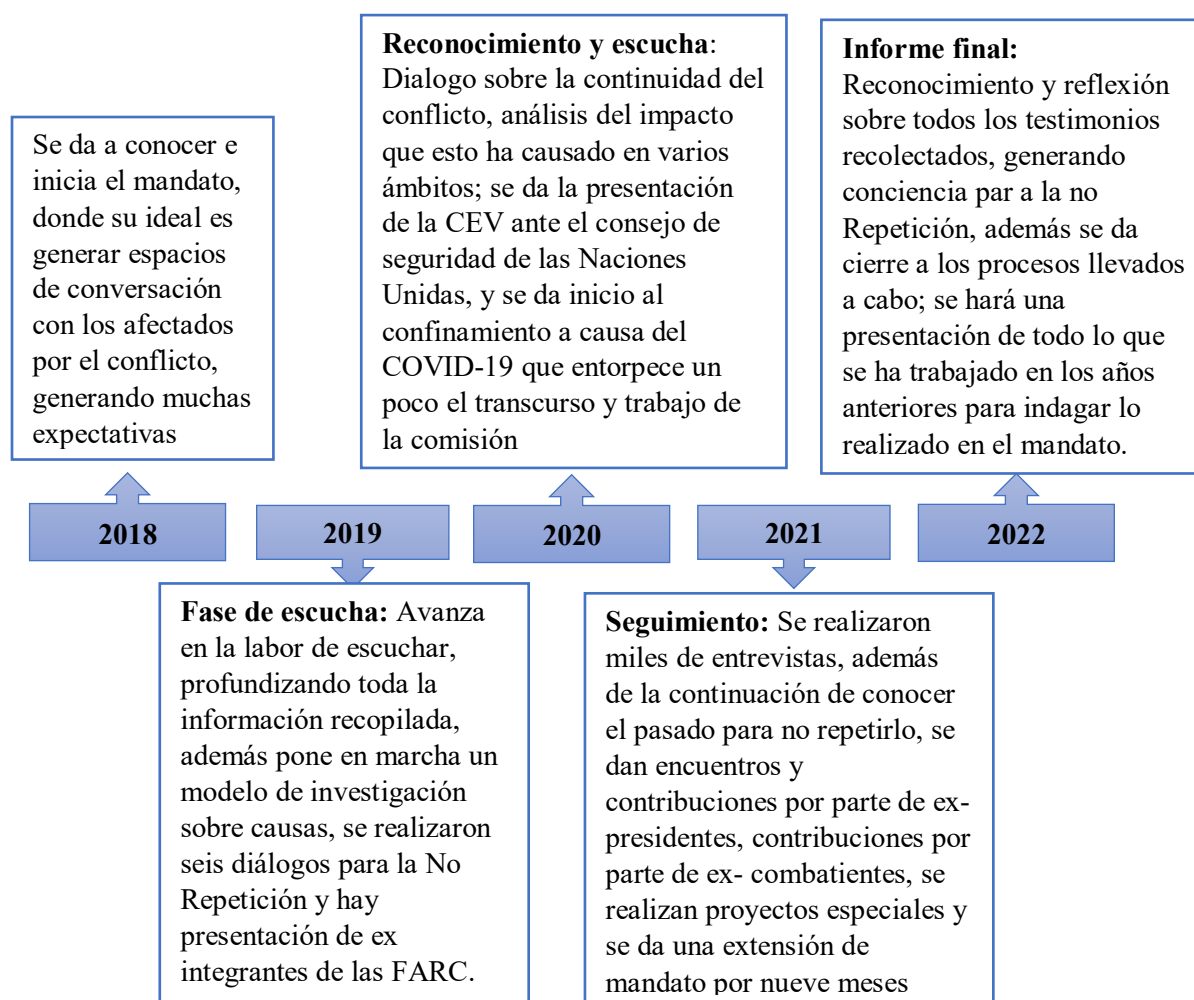 Se da a conocer e
inicia el mandato,
donde su ideal es
generar espacios
de conversación
con los afectados
por el conflicto,
generando muchas
expectativas
Reconocimiento y escucha:
Dialogo sobre la continuidad del
conflicto, análisis del impacto
que esto ha causado en varios
ámbitos; se da la presentación
de la CEV ante el consejo de
seguridad de las Naciones
Unidas, y se da inicio al
confinamiento a causa del
COVID-19 que entorpece un
poco el transcurso y trabajo de
la comisión
Informe final:
Reconocimiento y reflexión
sobre todos los testimonios
recolectados, generando
conciencia par a la no
Repetición, además se da
cierre a los procesos llevados
a cabo; se hará una
presentación de todo lo que
se ha trabajado en los años
anteriores para indagar lo
realizado en el mandato.
2018
2019
2020
2021
2022
Fase de escucha: Avanza
en la labor de escuchar,
profundizando toda la
información recopilada,
además pone en marcha un
modelo de investigación
sobre causas, se realizaron
seis diálogos para la No
Repetición y hay
presentación de ex
integrantes de las FARC.
Seguimiento: Se realizaron
miles de entrevistas, además
de la continuación de conocer
el pasado para no repetirlo, se
dan encuentros y
contribuciones por parte de ex-
presidentes, contribuciones por
parte de ex- combatientes, se
realizan proyectos especiales y
se da una extensión de
mandato por nueve meses